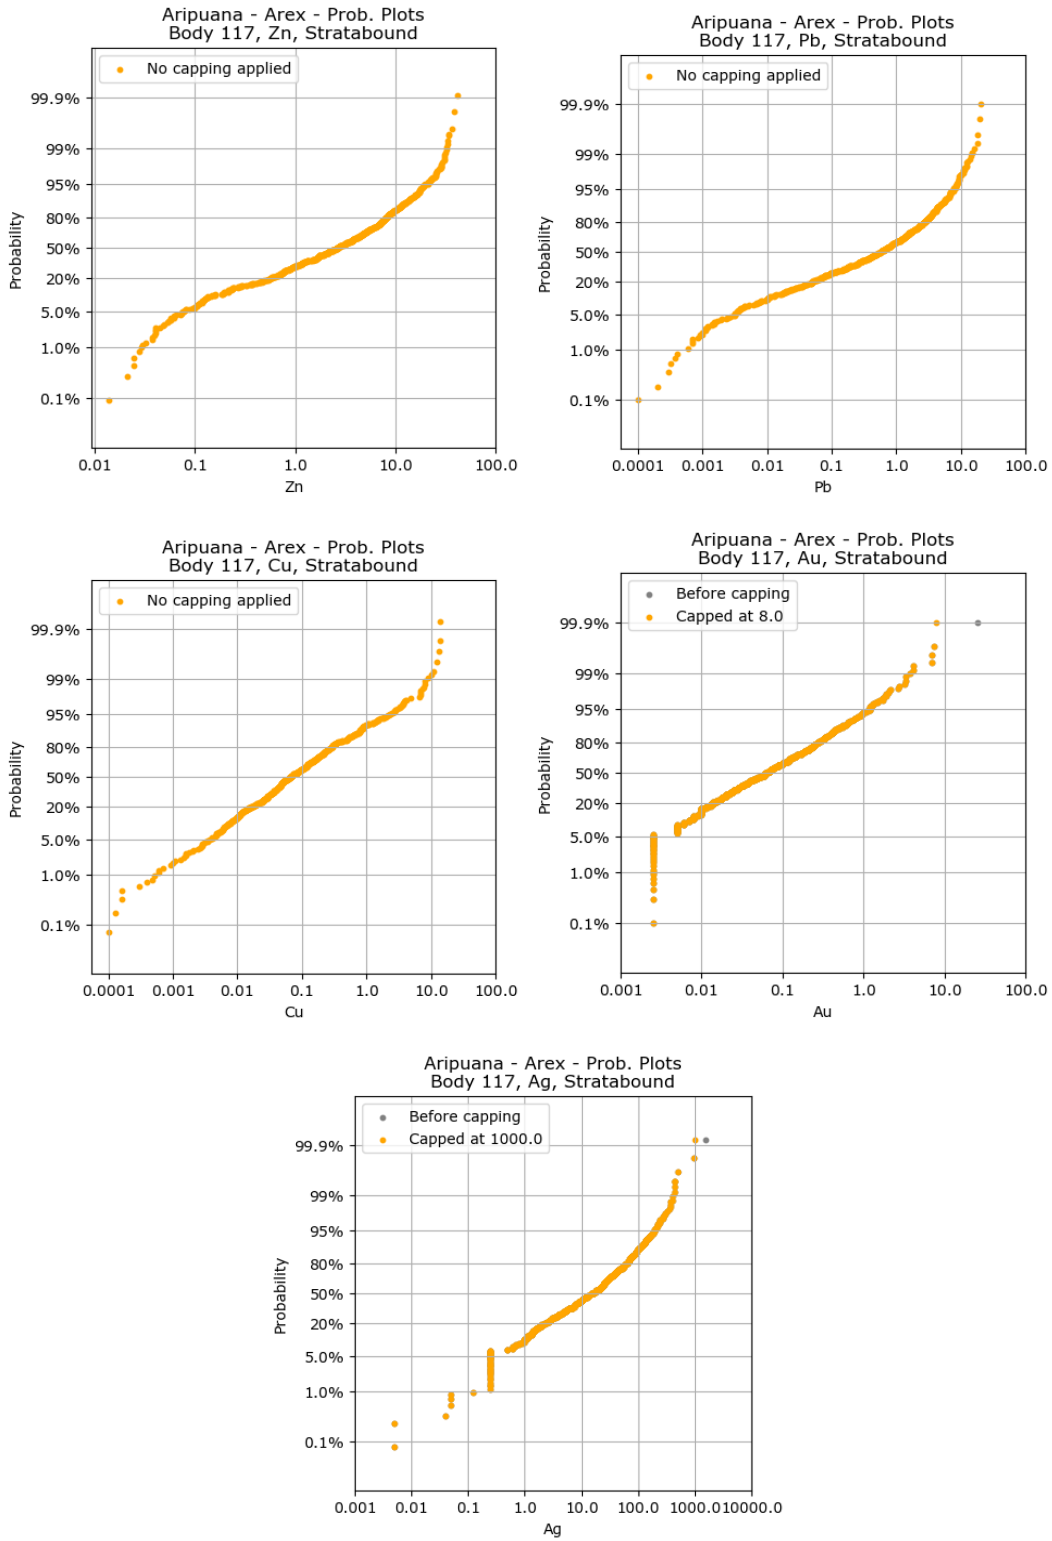 Aripuana - Arex - Prob. Plots
Body 117, Zn, Stratabound
No capping applied
99.9%
99%
95%
80%
50%
20%
5.0%
1.0%
0.1%
Probability
0.01 0.1 1.0 10.0 100.0
Zn
Aripuana - Arex - Prob. Plots
Body 117, Pb, Stratabound
No capping applied
99.9%
99%
95%
80%
50%
20%
5.0%
1.0%
0.1%
Probability
0.0001 0.001 0.01 0.1 1.0 10.0 100.0
Pb
Aripuana - Arex - Prob. Plots
Body 117, Cu, Stratabound
No capping applied
99.9%
99%
95%
80%
50%
20%
5.0%
1.0%
0.1%
Probability
0.0001 0.001 0.01 0.1 1.0 10.0 100.0
Cu
Aripuana - Arex - Prob. Plots
Body 117, Au, Stratabound
Before capping
Capped at 8.0
99.9%
99%
95%
80%
50%
20%
5.0%
1.0%
0.1%
Probability
0.001 0.01 0.1 1.0 10.0 100.0
Au
Aripuana - Arex - Prob. Plots
Body 117, Ag, Stratabound
Before capping
Capped at 1000.0
99.9%
99%
95%
80%
50%
20%
5.0%
1.0%
0.1%
Probability
0.001 0.01 0.1 1.0 10.0 100.0 1000.0 10000.0
Ag